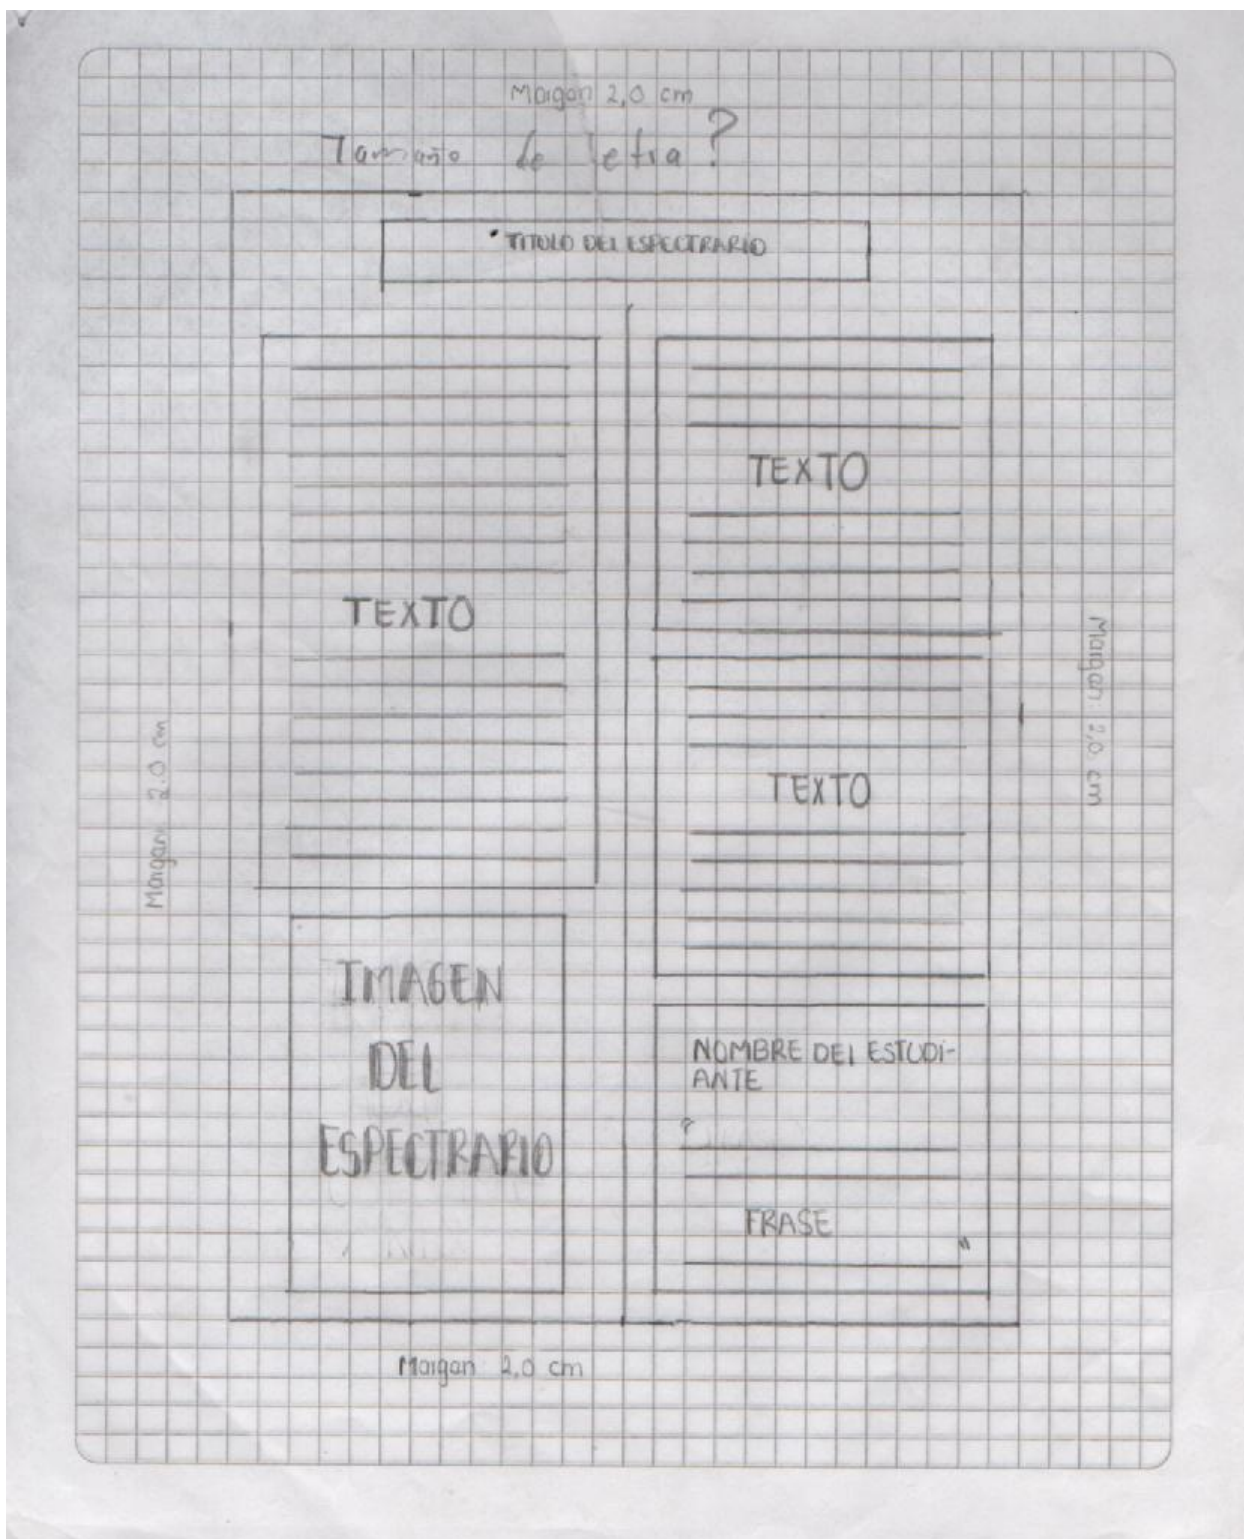 Margen 2,0 cm
Tamaño de letra?
TITULO DEL ESPECTRARIO
TEXTO
IMAGEN
DEL
ESPECTRARIO
TEXTO
TEXTO
NOMBRE DEL ESTUDI-
ANTE
FRASE
Margen 2.0 cm
Margen 2,0 cm
Margen 2,0 cm